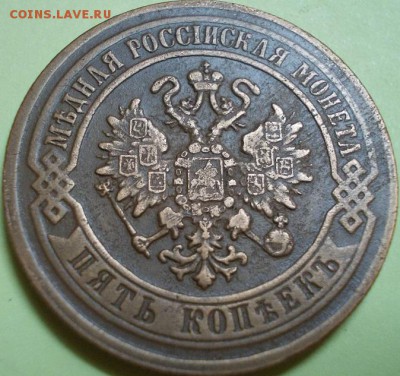 COINS.LAVE.RU
МѢДНАЯ РОССІЙСКАЯ МОНЕТА
ПЯТЬ КОПѢЕКЪ